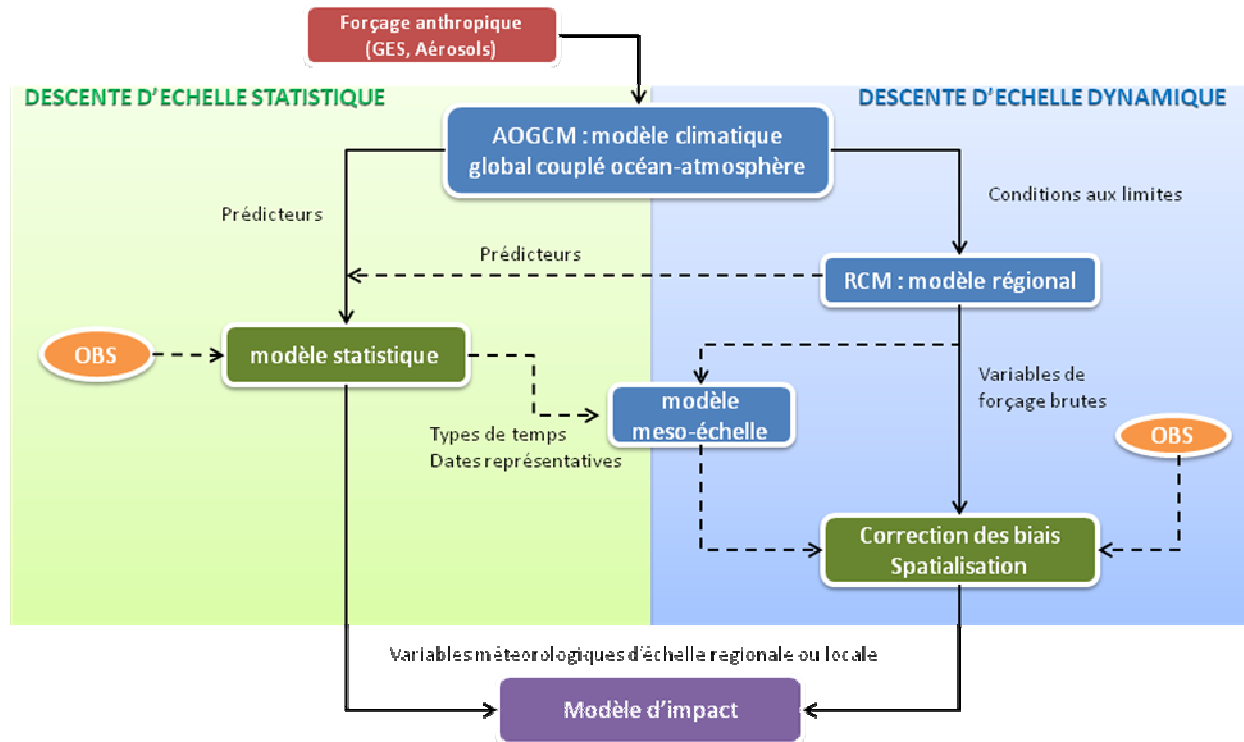 Forçage anthropique
(GES, Aérosols)
DESCENTE D'ECHELLE STATISTIQUE
DESCENTE D'ECHELLE DYNAMIQUE
AOGCM : modèle climatique
global couplé océan-atmosphère
Prédicteurs
Conditions aux limites
Prédicteurs
RCM : modèle régional
OBS
modèle statistique
Variables de
forçage brutes
modèle
meso-échelle
Types de temps
Dates représentatives
OBS
Correction des biais
Spatialisation
Variables méteorologiques d'échelle regionale ou locale
Modèle d'impact